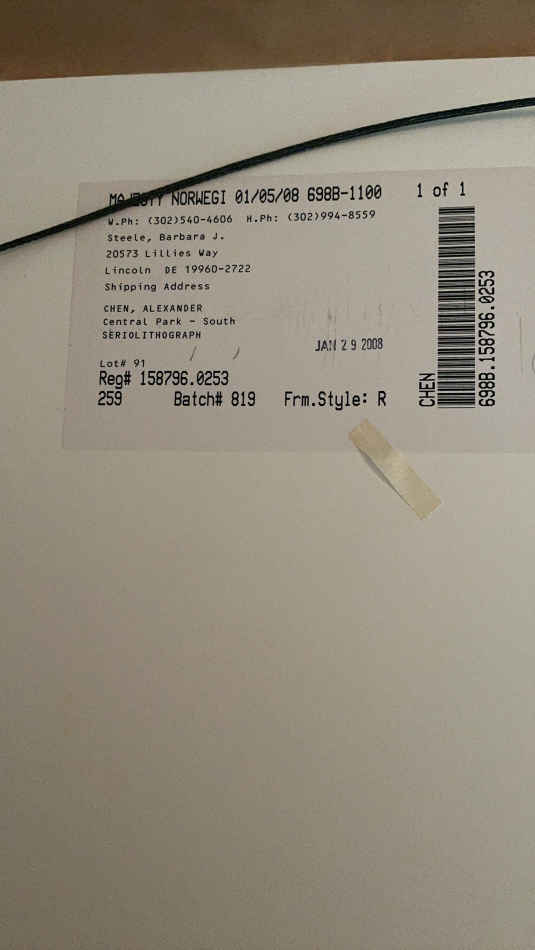 MAJESTY NORWEGI 01/05/08 698B-1100 1 of 1
W.Ph: (302)540-4606 H.Ph: (302)994-8559
Steele, Barbara J.
20573 Lillies Way
Lincoln DE 19960-2722
Shipping Address
CHEN, ALEXANDER
Central Park - South
SERIOLITHOGRAPH
JAN 29 2008
Lot# 91
Reg# 158796.0253
259 Batch# 819 Frm.Style: R
CHEN
698B.158796.0253